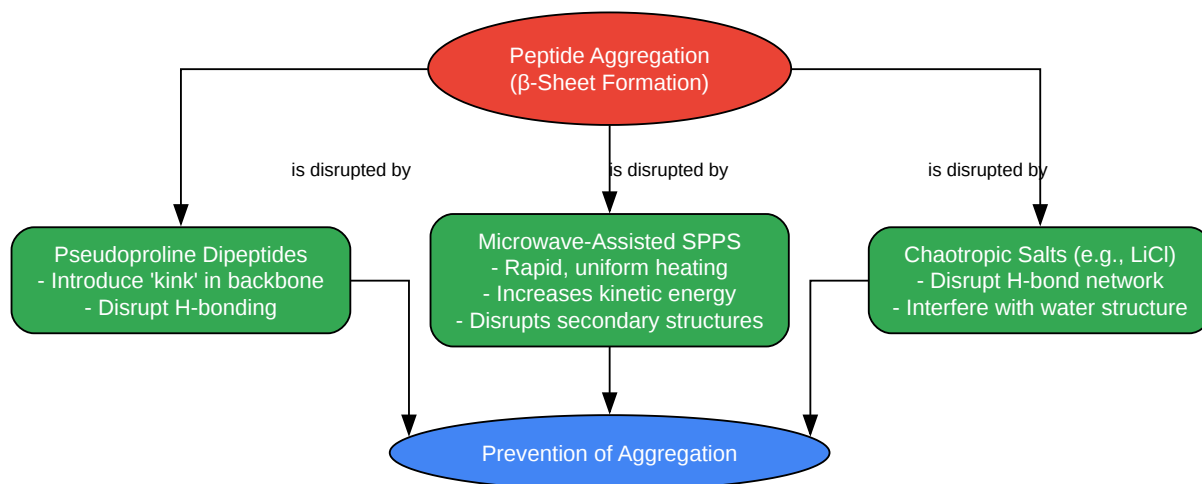 Peptide Aggregation
(β-Sheet Formation)
is disrupted by
is disrupted by
is disrupted by
Pseudoproline Dipeptides
- Introduce 'kink' in backbone
- Disrupt H-bonding
Microwave-Assisted SPPS
- Rapid, uniform heating
- Increases kinetic energy
- Disrupts secondary structures
Chaotropic Salts (e.g., LiCl)
- Disrupt H-bond network
- Interfere with water structure
Prevention of Aggregation